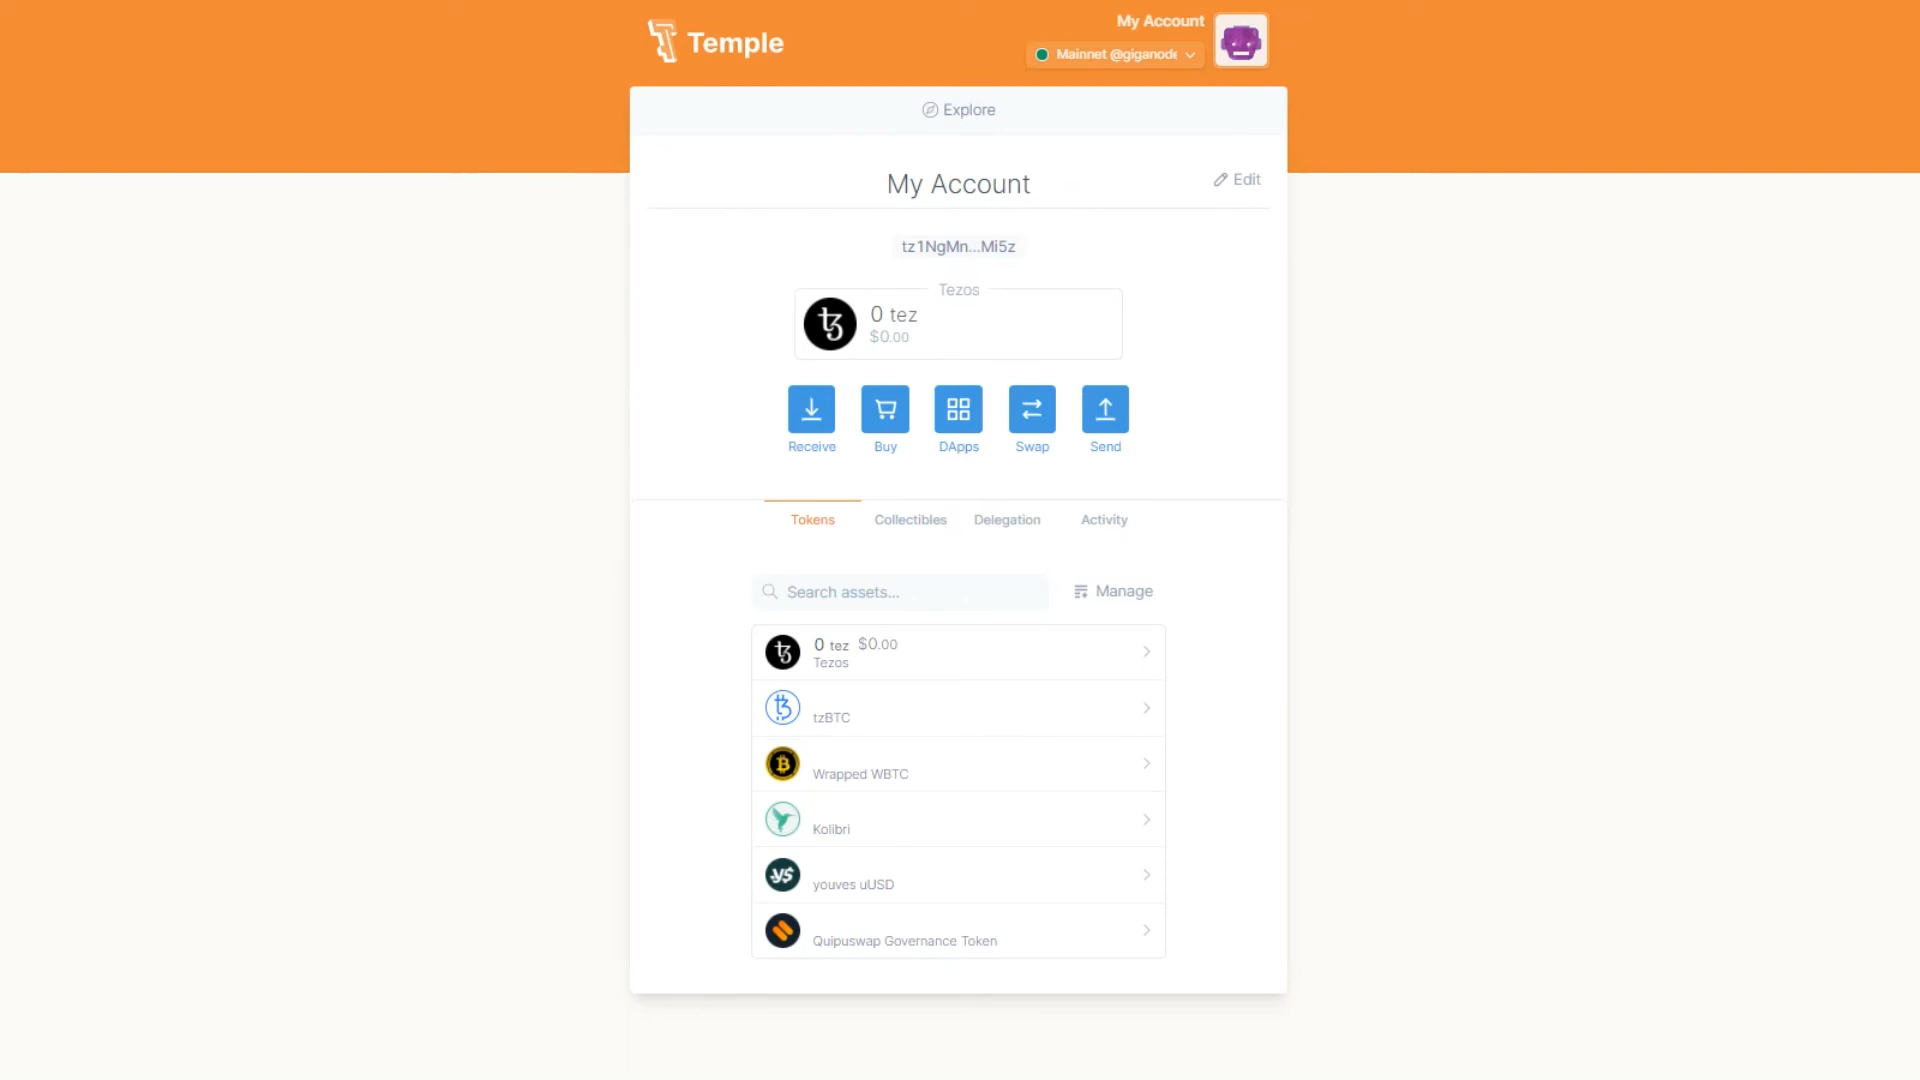 Temple
My Account
Mainnet @giganode
Explore
My Account
Edit
tz1NgMn...Mi5z
Tezos
0 tez
$0.00
Receive
Buy
DApps
Swap
Send
Tokens
Collectibles
Delegation
Activity
Search assets...
Manage
0 tez $0.00
Tezos
tzBTC
Wrapped WBTC
Kolibri
youves uUSD
Quipuswap Governance Token